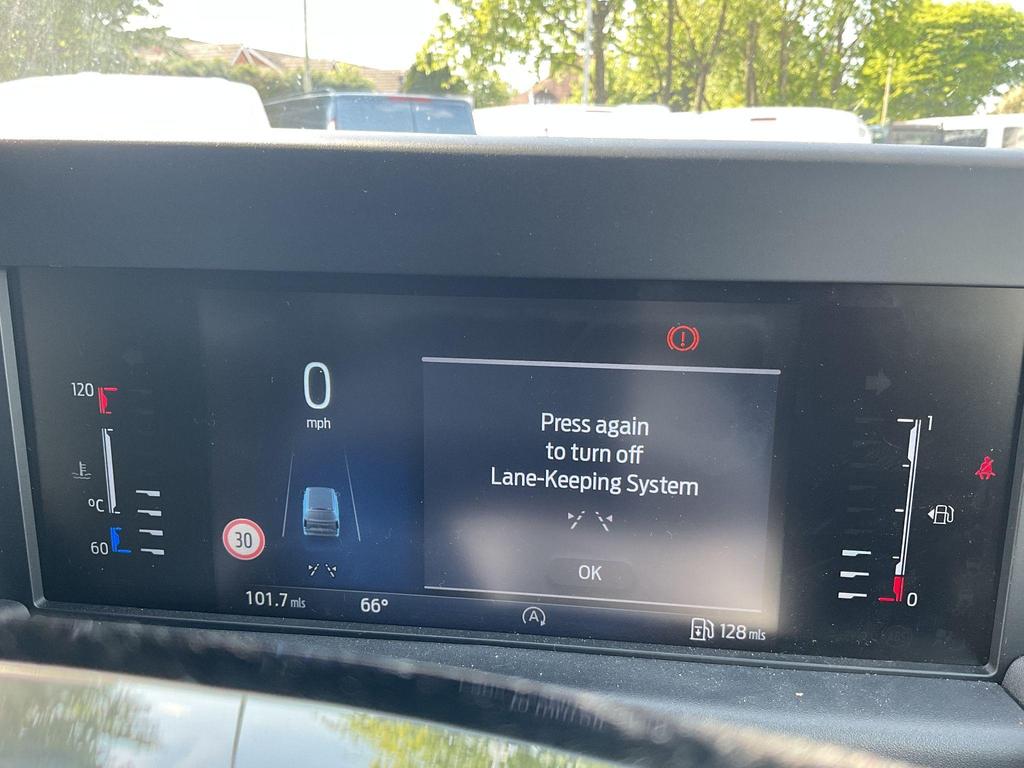 120
0
mph
1
Press again
to turn off
Lane-Keeping System
°C
60
30
OK
0
101.7 mls
66°
A
128 mls